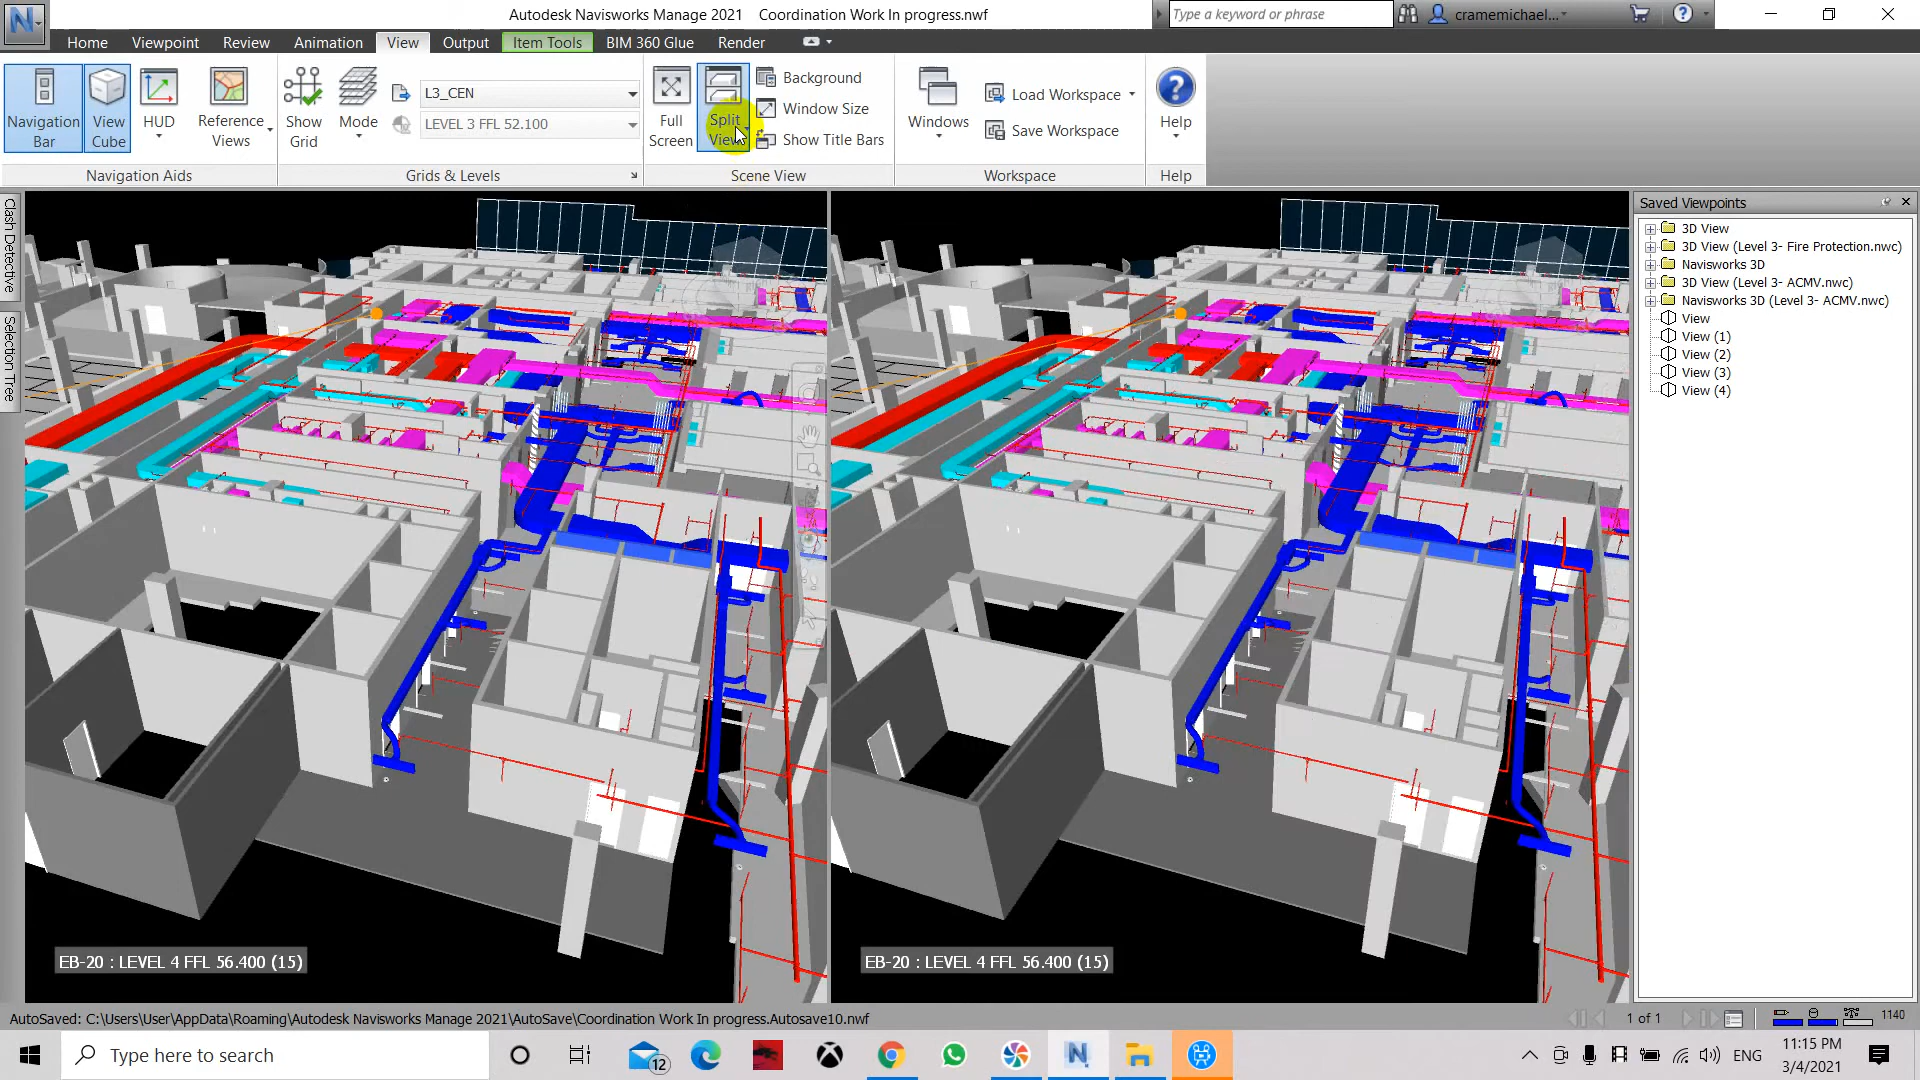 Autodesk Navisworks Manage 2021 Coordination Work In progress.nwf
Type a keyword or phrase
cramemichael...
Home Viewpoint Review Animation View Output Item Tools BIM 360 Glue Render
Navigation Bar
View Cube
HUD
Reference Views
Show Grid
Mode
L3_CEN
LEVEL 3 FFL 52.100
Full Screen
Split View
Background
Window Size
Show Title Bars
Windows
Load Workspace
Save Workspace
Help
Navigation Aids
Grids & Levels
Scene View
Workspace
Help
Clash Detective
Selection Tree
Saved Viewpoints
3D View
3D View (Level 3- Fire Protection.nwc)
Navisworks 3D
3D View (Level 3- ACMV.nwc)
Navisworks 3D (Level 3- ACMV.nwc)
View
View (1)
View (2)
View (3)
View (4)
EB-20 : LEVEL 4 FFL 56.400 (15)
EB-20 : LEVEL 4 FFL 56.400 (15)
AutoSaved: C:\Users\User\AppData\Roaming\Autodesk Navisworks Manage 2021\AutoSave\Coordination Work In progress.Autosave10.nwf
1 of 1
1140
Type here to search
12
ENG
11:15 PM
3/4/2021